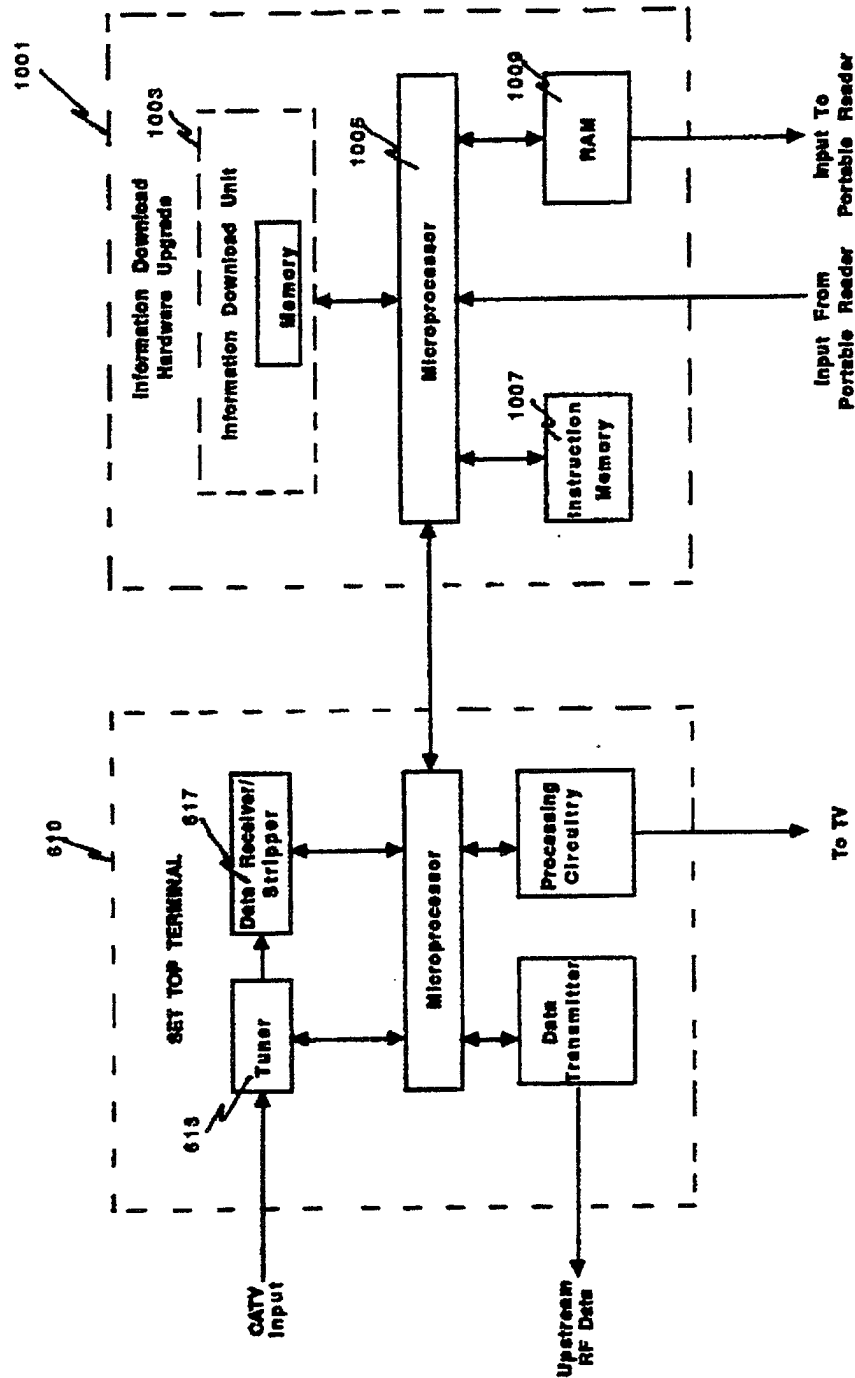 610
SET TOP TERMINAL
613
617
Tuner
Data Receiver/
Stripper
CATV
Input
Microprocessor
Data
Transmitter
Processing
Circuitry
Upstream
RF Data
To TV
1001
Information Download
Hardware Upgrade
1003
Information Download Unit
Memory
1005
Microprocessor
1007
Instruction
Memory
1009
RAM
Input From
Portable Reader
Input To
Portable Reader